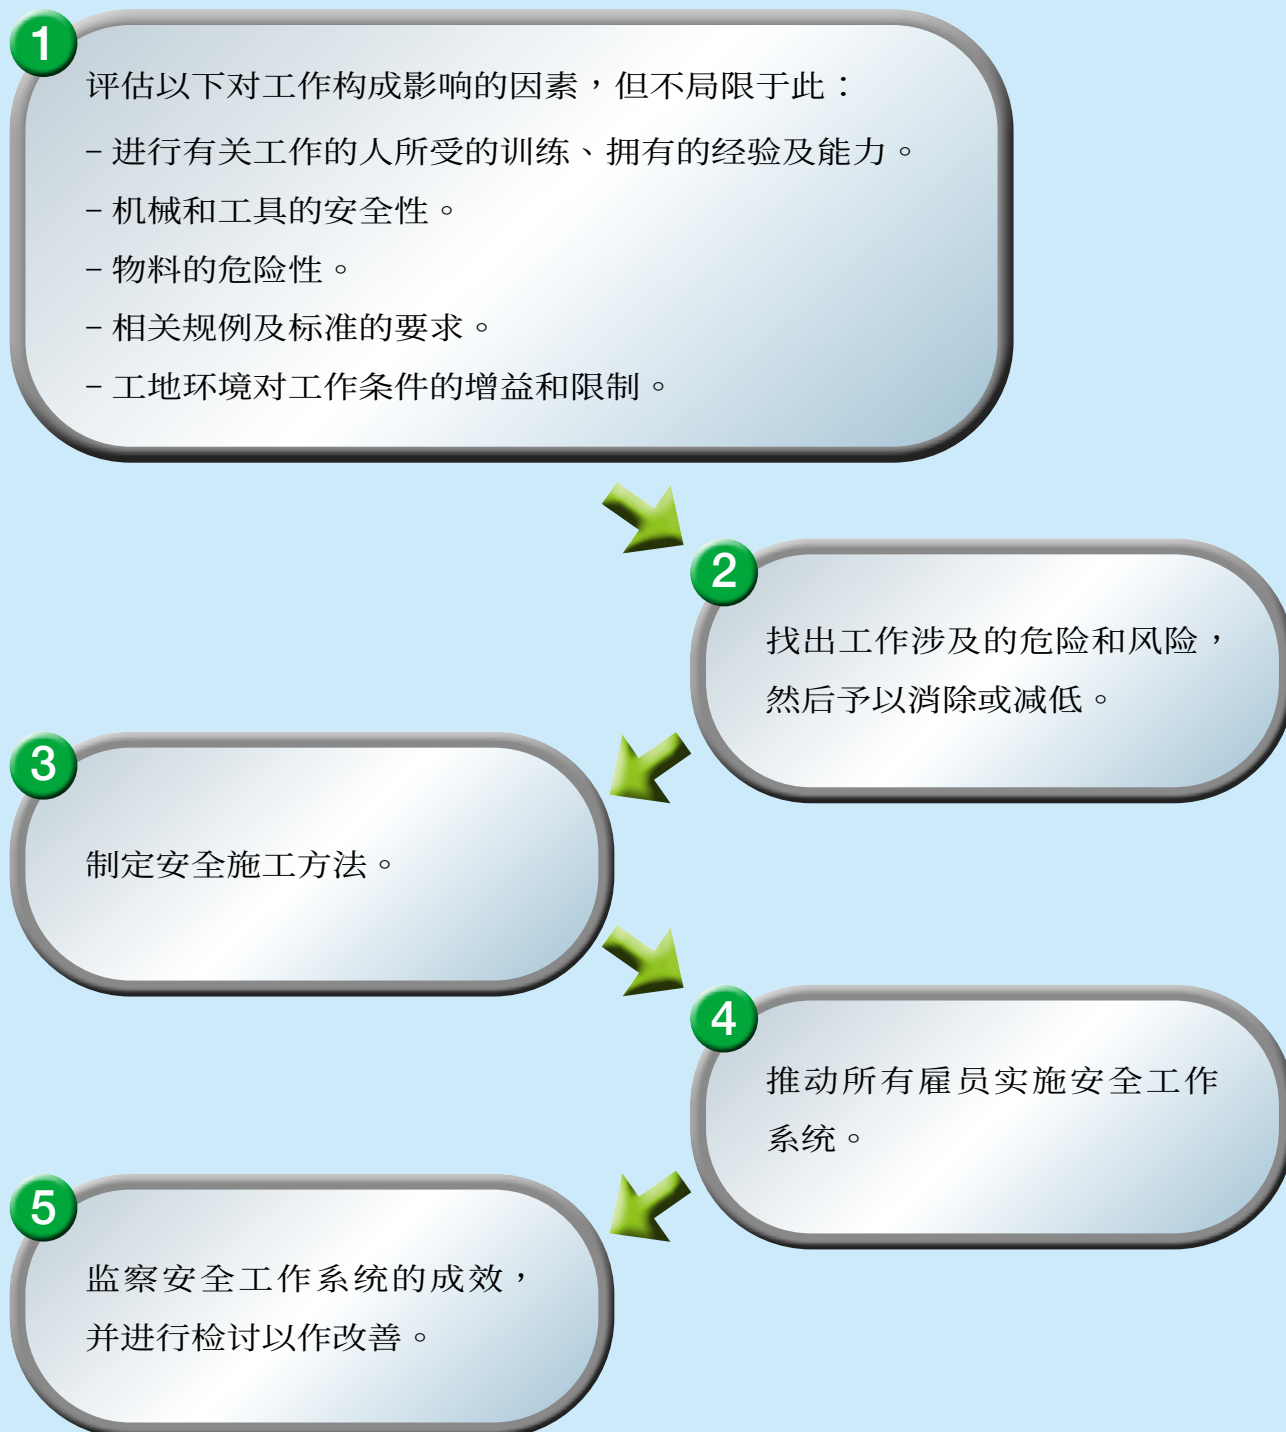 1
评估以下对工作构成影响的因素，但不局限于此：
– 进行有关工作的人所受的训练、拥有的经验及能力。
– 机械和工具的安全性。
– 物料的危险性。
– 相关规例及标准的要求。
– 工地环境对工作条件的增益和限制。
2
找出工作涉及的危险和风险，
然后予以消除或减低。
3
制定安全施工方法。
4
推动所有雇员实施安全工作
系统。
5
监察安全工作系统的成效，
并进行检讨以作改善。